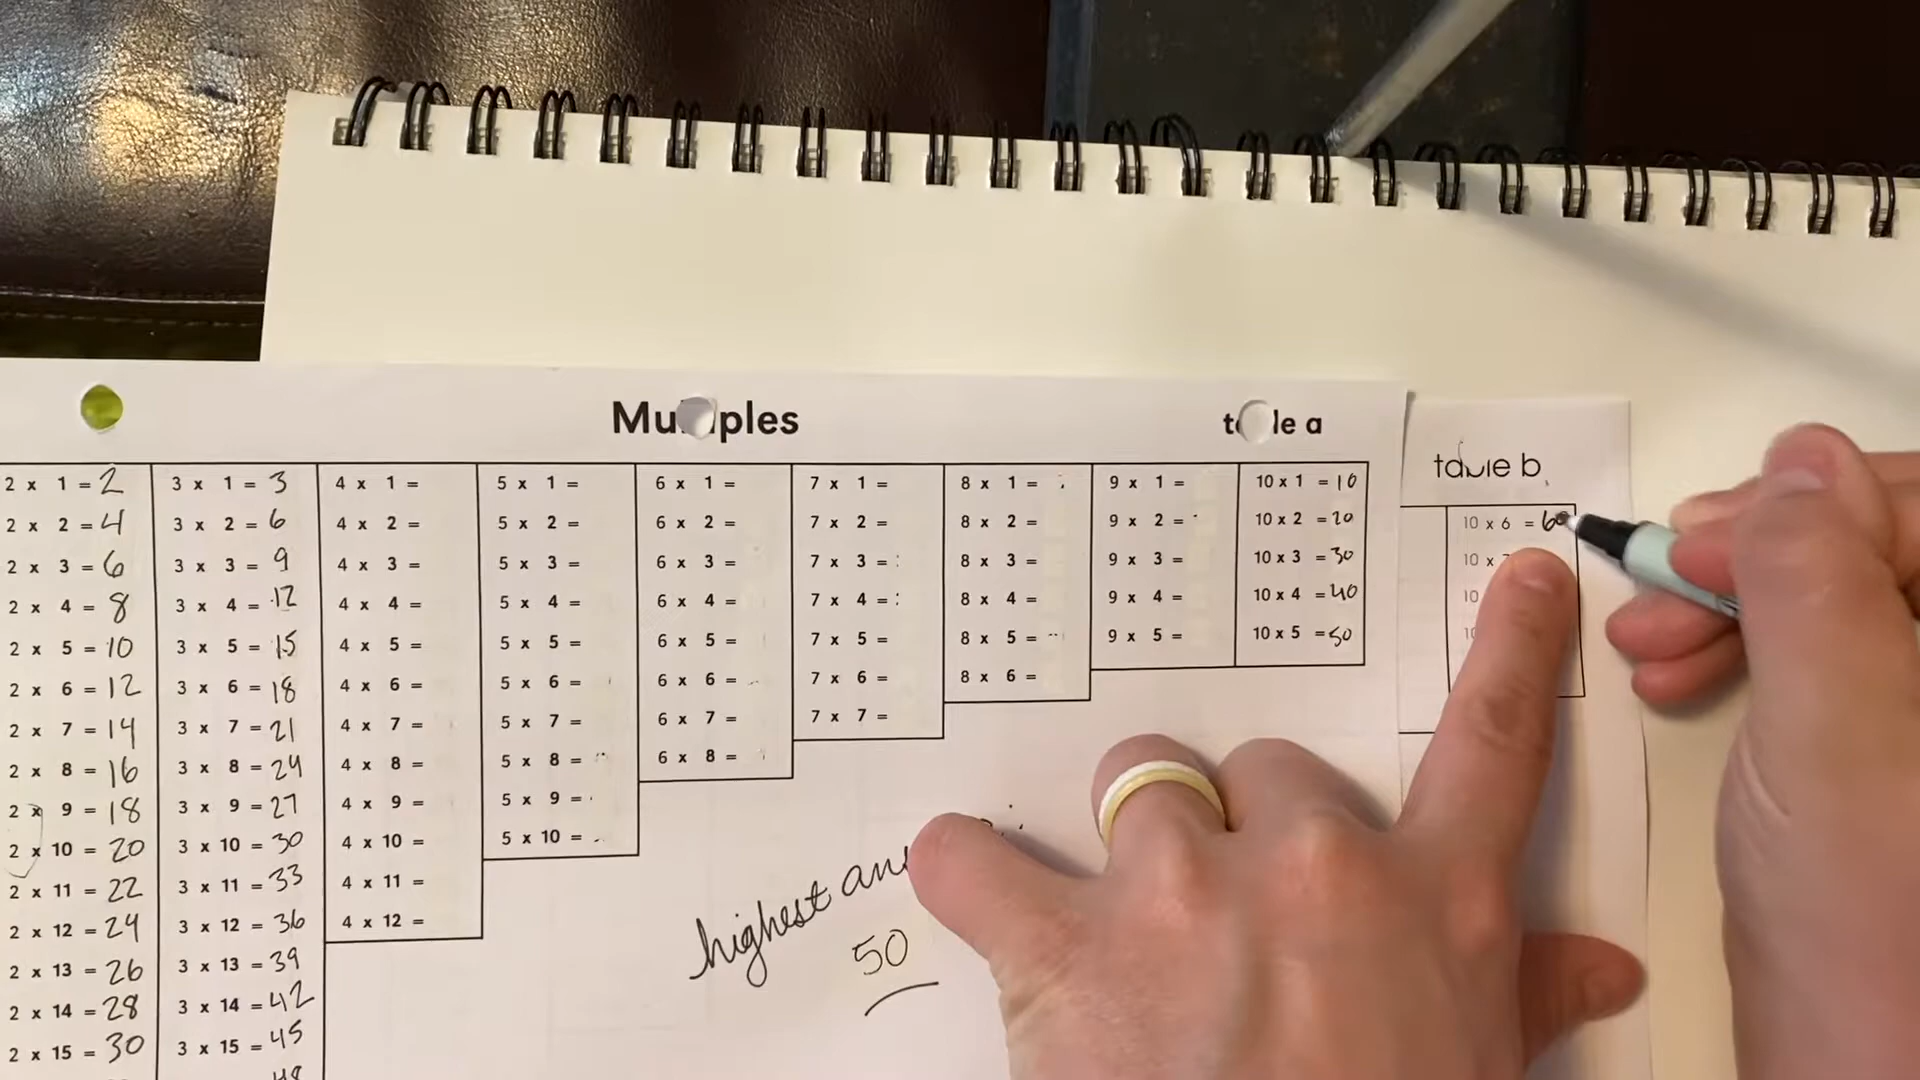 Mu ples
t le a
table b
2 x 1 = 2
2 x 2 = 4
2 x 3 = 6
2 x 4 = 8
2 x 5 = 10
2 x 6 = 12
2 x 7 = 14
2 x 8 = 16
2 x 9 = 18
2 x 10 = 20
2 x 11 = 22
2 x 12 = 24
2 x 13 = 26
2 x 14 = 28
2 x 15 = 30
3 x 1 = 3
3 x 2 = 6
3 x 3 = 9
3 x 4 = 12
3 x 5 = 15
3 x 6 = 18
3 x 7 = 21
3 x 8 = 24
3 x 9 = 27
3 x 10 = 30
3 x 11 = 33
3 x 12 = 36
3 x 13 = 39
3 x 14 = 42
3 x 15 = 45
48
4 x 1 =
4 x 2 =
4 x 3 =
4 x 4 =
4 x 5 =
4 x 6 =
4 x 7 =
4 x 8 =
4 x 9 =
4 x 10 =
4 x 11 =
4 x 12 =
5 x 1 =
5 x 2 =
5 x 3 =
5 x 4 =
5 x 5 =
5 x 6 =
5 x 7 =
5 x 8 =
5 x 9 =
5 x 10 =
6 x 1 =
6 x 2 =
6 x 3 =
6 x 4 =
6 x 5 =
6 x 6 =
6 x 7 =
6 x 8 =
7 x 1 =
7 x 2 =
7 x 3 =
7 x 4 =
7 x 5 =
7 x 6 =
7 x 7 =
8 x 1 =
8 x 2 =
8 x 3 =
8 x 4 =
8 x 5 =
8 x 6 =
9 x 1 =
9 x 2 =
9 x 3 =
9 x 4 =
9 x 5 =
10 x 1 = 10
10 x 2 = 20
10 x 3 = 30
10 x 4 = 40
10 x 5 = 50
10 x 6 = 60
10 x
10
highest an
50